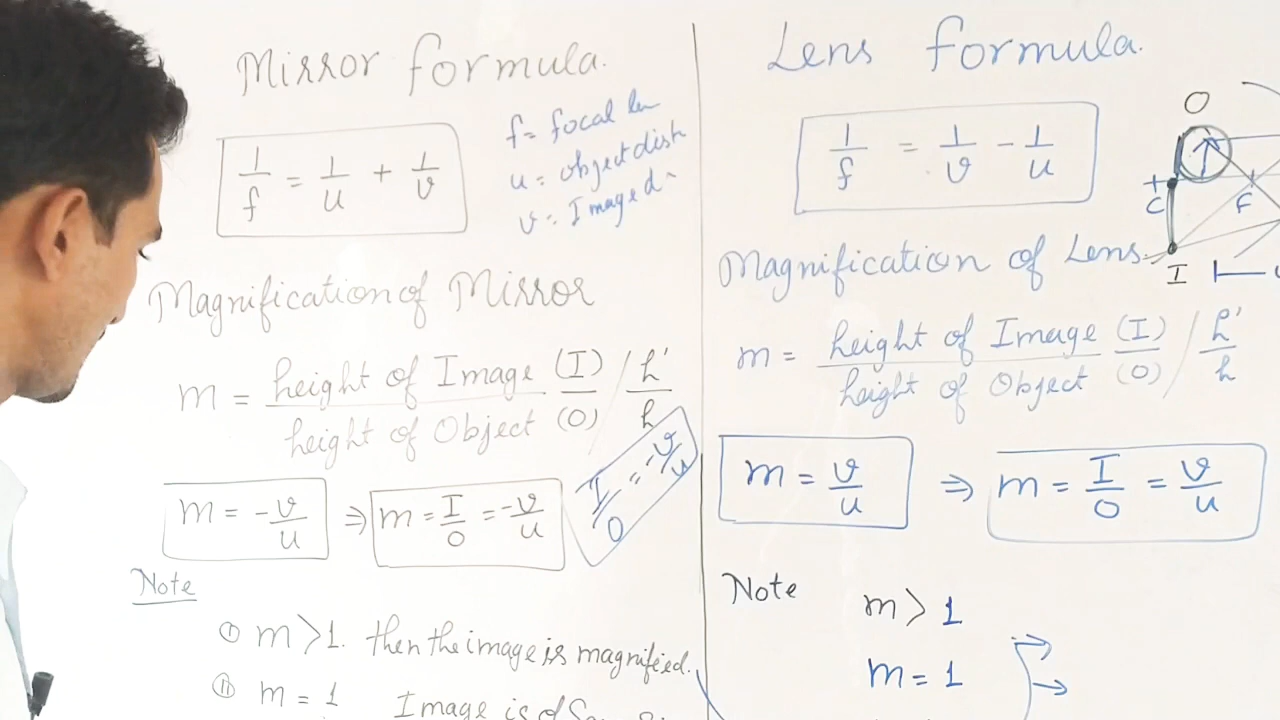 Mirror formula.
1/f = 1/u + 1/v
f = focal
u = object dist
v = Image d
Magnification of Mirror
m = height of Image (I) / h'
height of Object (O) / h
m = -v/u ⇒ m = I/O = -v/u
I/O = -v/u
Note
(i) m > 1. then the image is magnified.
(ii) m = 1 Image is of
Lens formula.
1/f = 1/v - 1/u
Magnification of Lens.
m = height of Image (I) / h'
height of Object (O) / h
m = v/u ⇒ m = I/O = v/u
Note
m > 1
m = 1
O
C
F
I